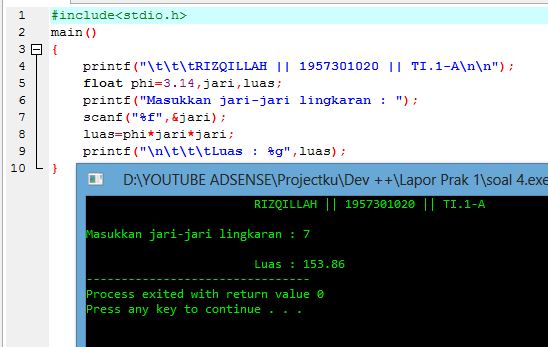 1 #include<stdio.h>
2 main()
3 {
4 printf("\t\t\tRIZQILLAH || 1957301020 || TI.1-A\n\n");
5 float phi=3.14,jari,luas;
6 printf("Masukkan jari-jari lingkaran : ");
7 scanf("%f",&jari);
8 luas=phi*jari*jari;
9 printf("\n\t\t\tLuas : %g",luas);
10 }
D:\YOUTUBE ADSENSE\Projectku\Dev ++\Lapor Prak 1\soal 4.exe
RIZQILLAH || 1957301020 || TI.1-A
Masukkan jari-jari lingkaran : 7
Luas : 153.86
--------------------------------
Process exited with return value 0
Press any key to continue . . .